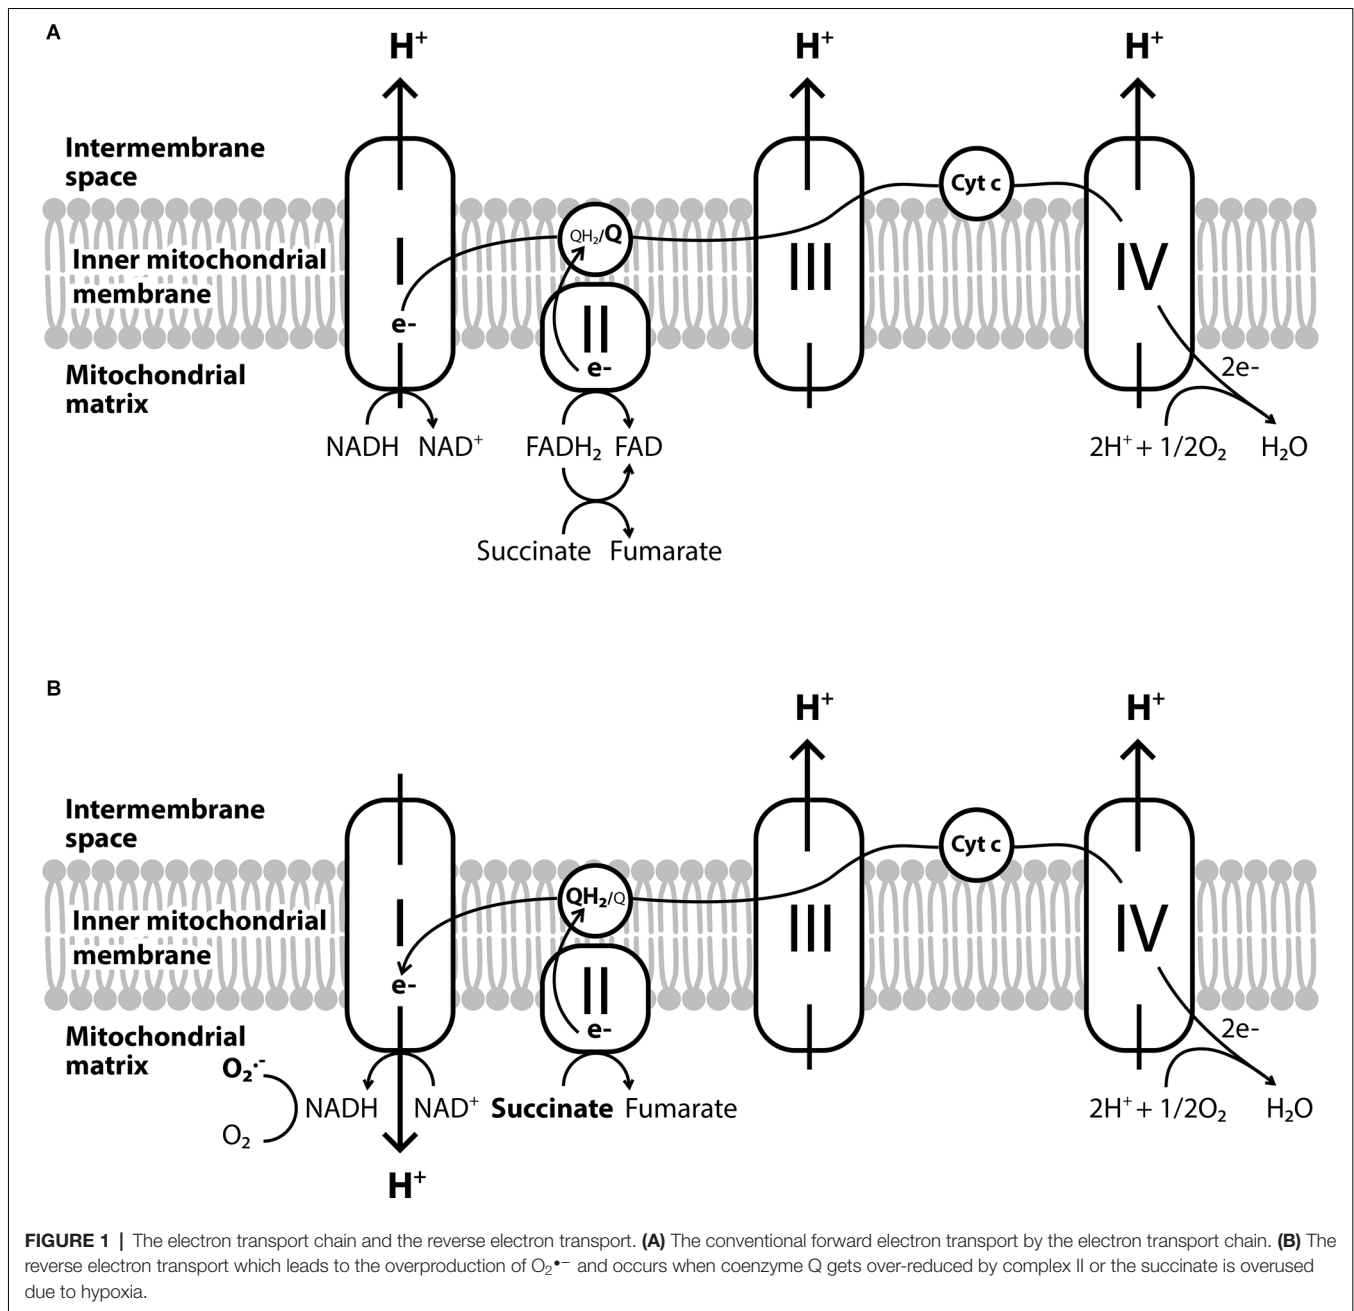 A
H⁺ H⁺ H⁺
Intermembrane
space
Cyt c
QH₂/Q
Inner mitochondrial
membrane
I III IV
II
e-
e-
Mitochondrial
matrix
2e-
NADH NAD⁺ FADH₂ FAD 2H⁺ + 1/2O₂ H₂O
Succinate Fumarate
B
H⁺ H⁺
Intermembrane
space
Cyt c
QH₂/Q
Inner mitochondrial
membrane
I III IV
II
e-
e-
Mitochondrial
matrix
2e-
O₂•-
NADH NAD⁺ Succinate Fumarate 2H⁺ + 1/2O₂ H₂O
O₂
H⁺
FIGURE 1 | The electron transport chain and the reverse electron transport. (A) The conventional forward electron transport by the electron transport chain. (B) The
reverse electron transport which leads to the overproduction of O₂•− and occurs when coenzyme Q gets over-reduced by complex II or the succinate is overused
due to hypoxia.